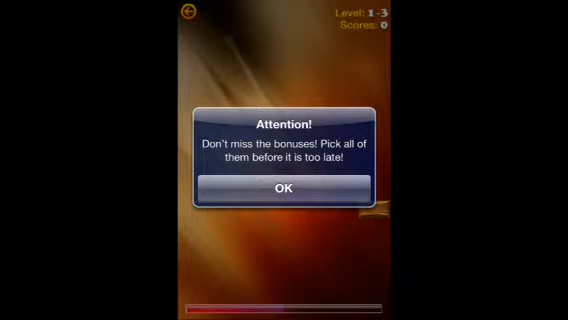 Level: 1-3
Scores: 0
Attention!
Don't miss the bonuses! Pick all of
them before it is too late!
OK